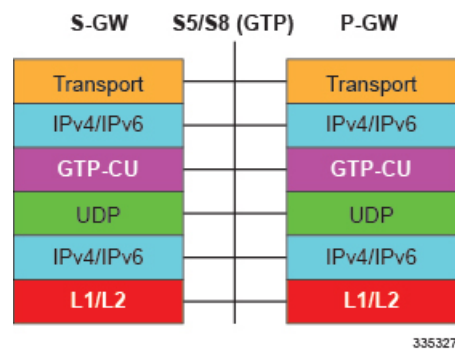 S-GW S5/S8 (GTP) P-GW
Transport Transport
IPv4/IPv6 IPv4/IPv6
GTP-CU GTP-CU
UDP UDP
IPv4/IPv6 IPv4/IPv6
L1/L2 L1/L2
335327